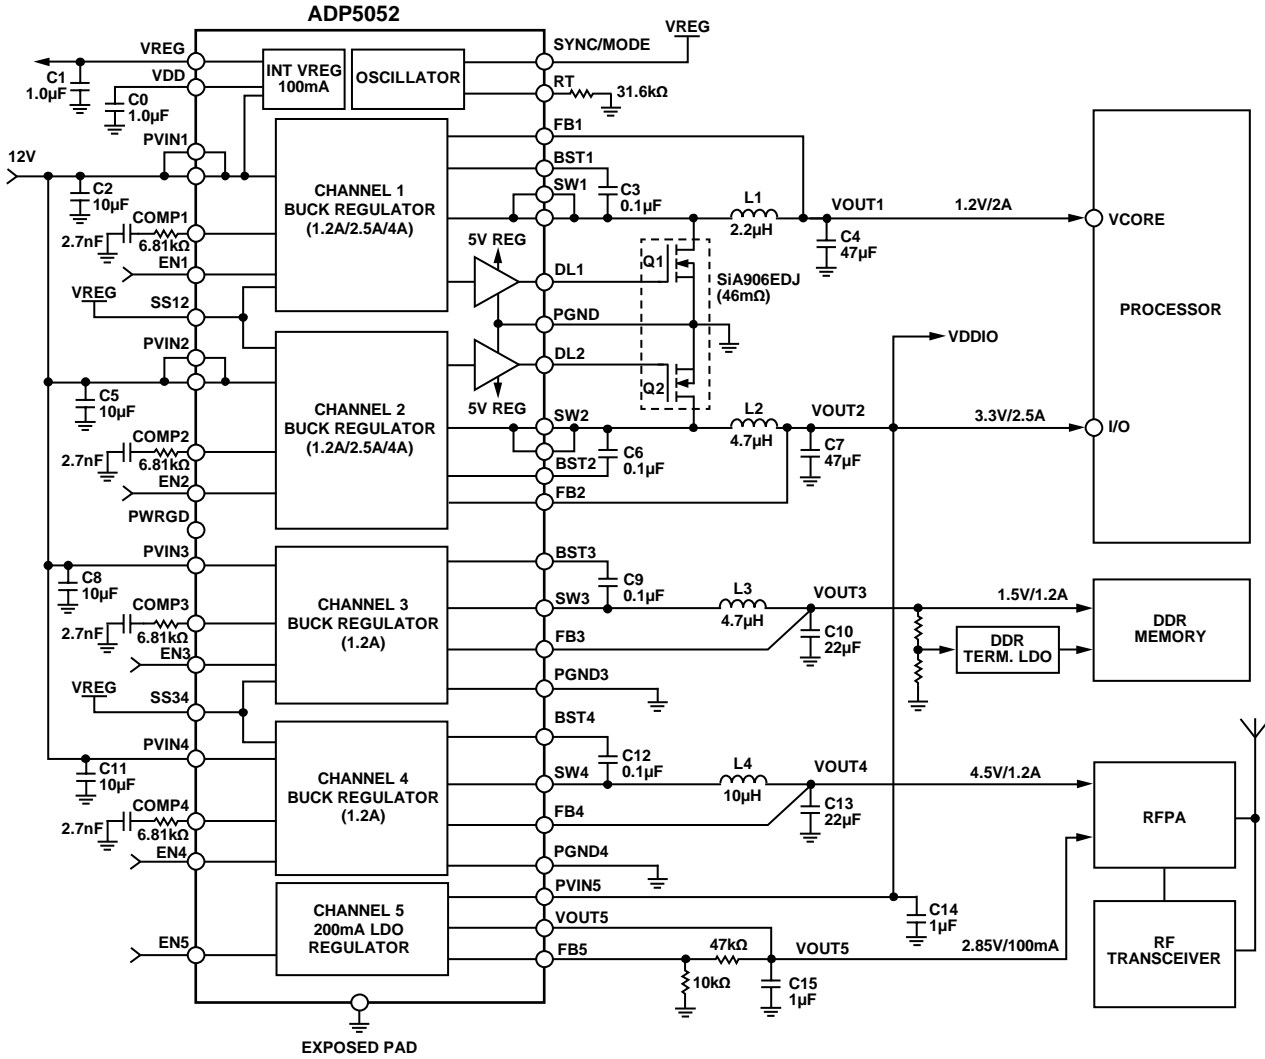 ADP5052
VREG
VDD
C1
1.0µF
C0
1.0µF
INT VREG
100mA
OSCILLATOR
SYNC/MODE
VREG
RT
31.6kΩ
PVIN1
12V
C2
10µF
COMP1
2.7nF
6.81kΩ
EN1
VREG
SS12
CHANNEL 1
BUCK REGULATOR
(1.2A/2.5A/4A)
FB1
BST1
SW1
C3
0.1µF
L1
2.2µH
VOUT1
1.2V/2A
C4
47µF
VCORE
5V REG
DL1
Q1
SiA906EDJ
(46mΩ)
PGND
PROCESSOR
VDDIO
PVIN2
C5
10µF
DL2
Q2
5V REG
CHANNEL 2
BUCK REGULATOR
(1.2A/2.5A/4A)
COMP2
2.7nF
6.81kΩ
EN2
SW2
BST2
FB2
C6
0.1µF
L2
4.7µH
VOUT2
C7
47µF
3.3V/2.5A
I/O
PWRGD
PVIN3
C8
10µF
COMP3
2.7nF
6.81kΩ
EN3
VREG
SS34
CHANNEL 3
BUCK REGULATOR
(1.2A)
BST3
SW3
FB3
PGND3
C9
0.1µF
L3
4.7µH
VOUT3
C10
22µF
1.5V/1.2A
DDR
TERM. LDO
DDR
MEMORY
PVIN4
C11
10µF
COMP4
2.7nF
6.81kΩ
EN4
CHANNEL 4
BUCK REGULATOR
(1.2A)
BST4
SW4
FB4
PGND4
C12
0.1µF
L4
10µH
VOUT4
C13
22µF
4.5V/1.2A
RFPA
EN5
CHANNEL 5
200mA LDO
REGULATOR
PVIN5
VOUT5
FB5
C14
1µF
47kΩ
10kΩ
VOUT5
C15
1µF
2.85V/100mA
RF
TRANSCEIVER
EXPOSED PAD